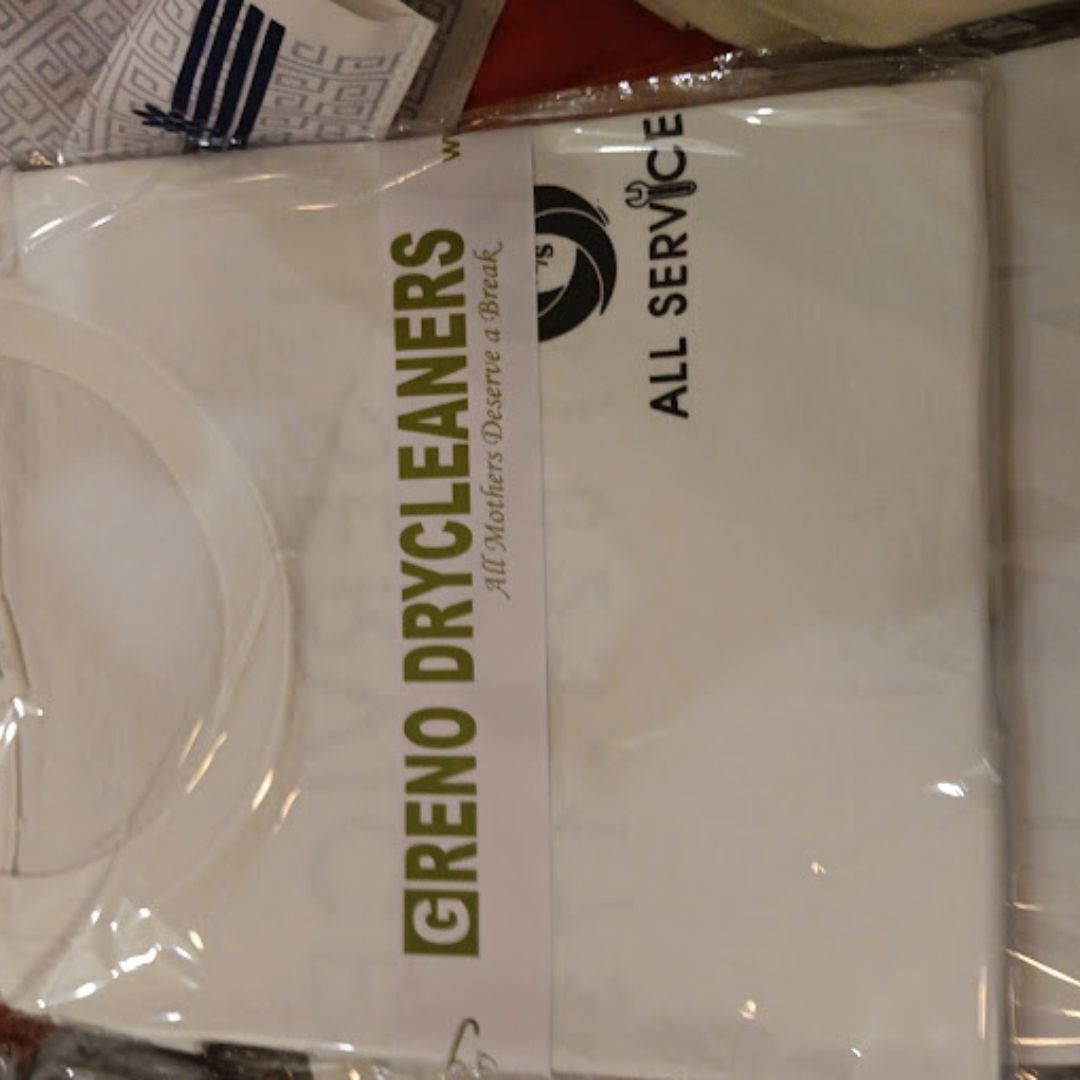 GRENO DRYCLEANERS
All Mothers Deserve a Break
ALL SERVICE